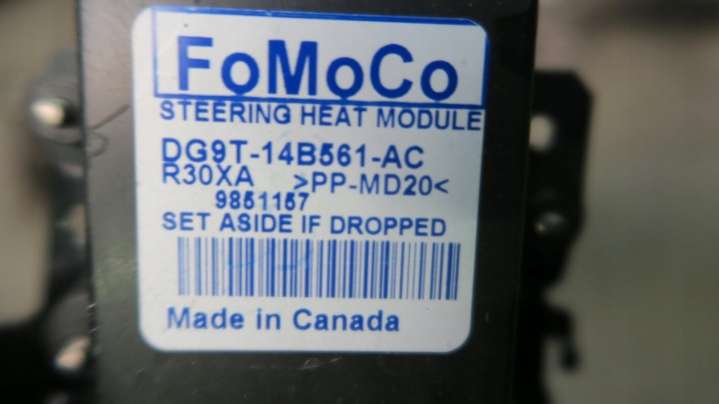 FoMoCo
STEERING HEAT MODULE
DG9T-14B561-AC
R30XA >PP-MD20<
9851157
SET ASIDE IF DROPPED
Made in Canada